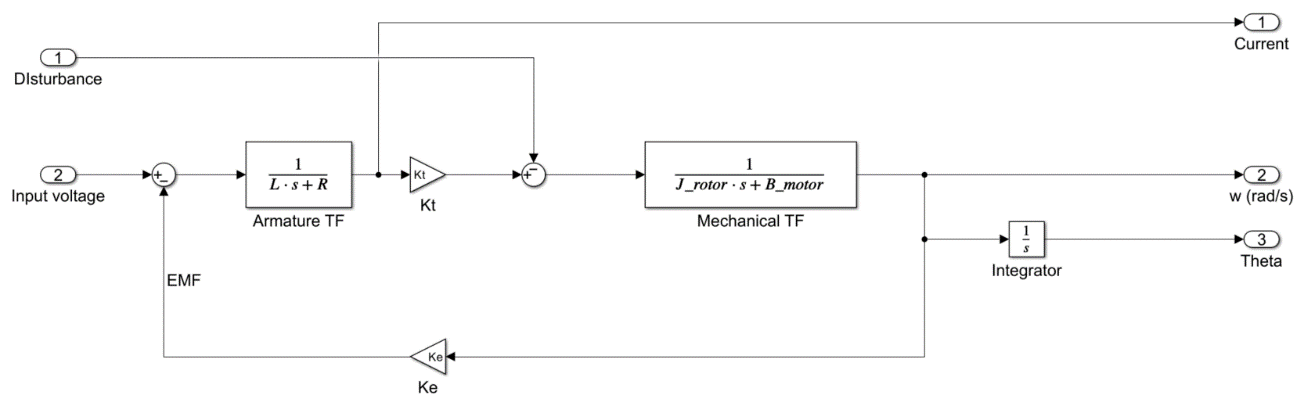 1
Current
1
DIsturbance
2
Input voltage
+
−
1
L · s + R
Armature TF
Kt
Kt
+
−
1
J_rotor · s + B_motor
Mechanical TF
2
w (rad/s)
1
s
Integrator
3
Theta
EMF
Ke
Ke